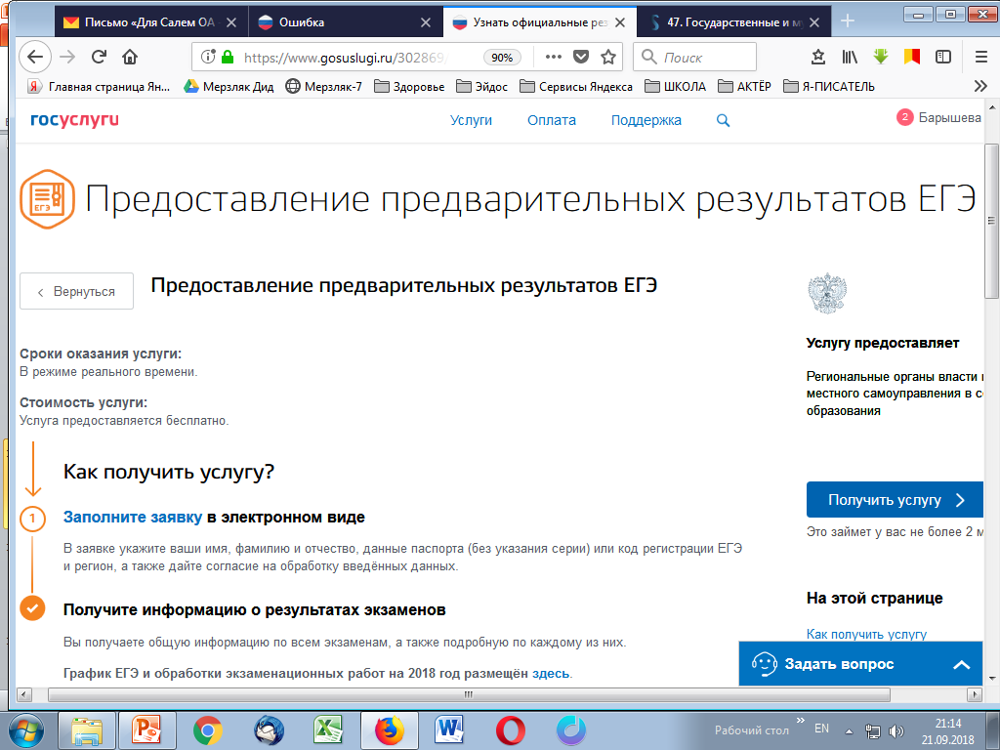 Письмо «Для Салем ОА -
Ошибка
Узнать официальные рез
47. Государственные и му
https://www.gosuslugi.ru/302869
90%
Поиск
Главная страница Ян...
Мерзляк Дид
Мерзляк-7
Здоровье
Эйдос
Сервисы Яндекса
ШКОЛА
АКТЁР
Я-ПИСАТЕЛЬ
госуслуги
Услуги
Оплата
Поддержка
2
Барышева
ЕГЭ
Предоставление предварительных результатов ЕГЭ
Вернуться
Предоставление предварительных результатов ЕГЭ
Сроки оказания услуги:
В режиме реального времени.
Стоимость услуги:
Услуга предоставляется бесплатно.
Как получить услугу?
1
Заполните заявку в электронном виде
В заявке укажите ваши имя, фамилию и отчество, данные паспорта (без указания серии) или код регистрации ЕГЭ
и регион, а также дайте согласие на обработку введённых данных.
Получите информацию о результатах экзаменов
Вы получаете общую информацию по всем экзаменам, а также подробную по каждому из них.
График ЕГЭ и обработки экзаменационных работ на 2018 год размещён здесь.
Услугу предоставляет
Региональные органы власти
местного самоуправления в с
образования
Получить услугу
Это займет у вас не более 2 м
На этой странице
Как получить услугу
Задать вопрос
Рабочий стол
EN
21:14
21.09.2018